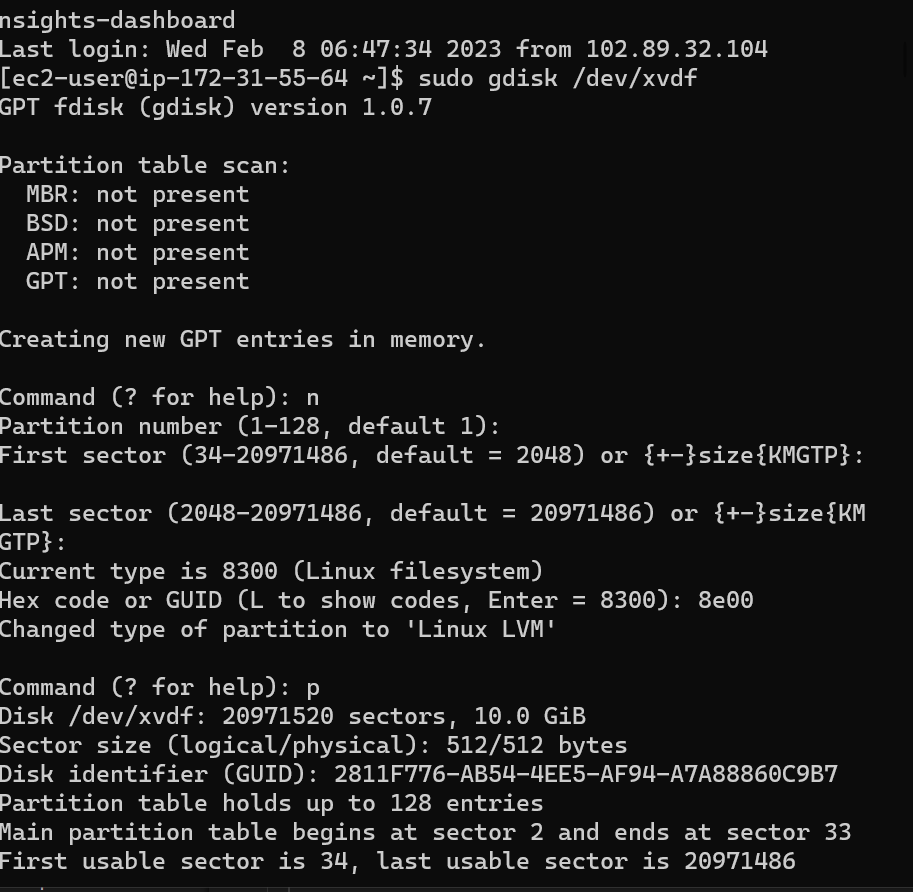 nsights-dashboard
Last login: Wed Feb  8 06:47:34 2023 from 102.89.32.104
[ec2-user@ip-172-31-55-64 ~]$ sudo gdisk /dev/xvdf
GPT fdisk (gdisk) version 1.0.7

Partition table scan:
  MBR: not present
  BSD: not present
  APM: not present
  GPT: not present

Creating new GPT entries in memory.

Command (? for help): n
Partition number (1-128, default 1):
First sector (34-20971486, default = 2048) or {+-}size{KMGTP}:

Last sector (2048-20971486, default = 20971486) or {+-}size{KM
GTP}:
Current type is 8300 (Linux filesystem)
Hex code or GUID (L to show codes, Enter = 8300): 8e00
Changed type of partition to 'Linux LVM'

Command (? for help): p
Disk /dev/xvdf: 20971520 sectors, 10.0 GiB
Sector size (logical/physical): 512/512 bytes
Disk identifier (GUID): 2811F776-AB54-4EE5-AF94-A7A88860C9B7
Partition table holds up to 128 entries
Main partition table begins at sector 2 and ends at sector 33
First usable sector is 34, last usable sector is 20971486